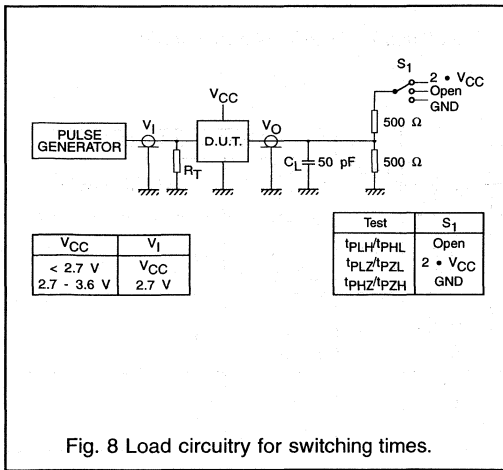 S1
2 • VCC
Open
GND
VCC
VI
VO
500 Ω
PULSE
GENERATOR
D.U.T.
RT
CL
50 pF
500 Ω
VCC VI
< 2.7 V VCC
2.7 - 3.6 V 2.7 V
Test S1
tPLH/tPHL Open
tPLZ/tPZL 2 • VCC
tPHZ/tPZH GND
Fig. 8 Load circuitry for switching times.